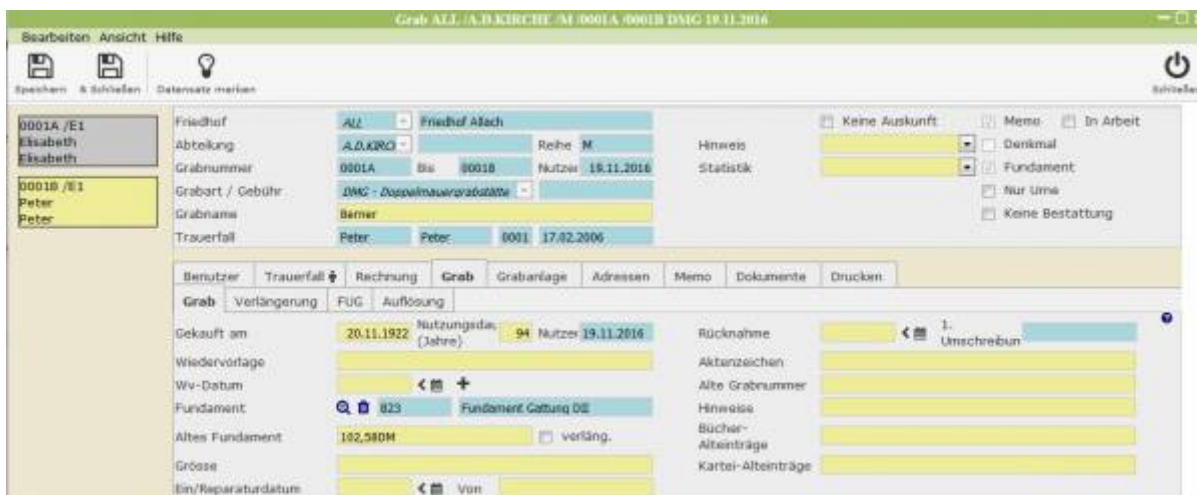 Grab ALL /A.D.KIRCHE /M /0001A /0001B DMG 19.11.2016
Bearbeiten Ansicht Hilfe
Speichern & Schließen Datensatz merken Schließen
0001A /E1
Elisabeth
Elisabeth
0001B /E1
Peter
Peter
Friedhof ALL Friedhof Allach Keine Auskunft Memo In Arbeit
Abteilung A.D.KIRC Reihe M Hinweis Denkmal
Grabnummer 0001A Bis 0001B Nutzer 19.11.2016 Statistik Fundament
Grabart / Gebühr DMG - Doppelmauergrabstätte Nur Urne
Grabname Berner Keine Bestattung
Trauerfall Peter Peter 0001 17.02.2006
Benutzer Trauerfall Rechnung Grab Grabanlage Adressen Memo Dokumente Drucken
Grab Verlängerung FUG Auflösung
Gekauft am 20.11.1922 Nutzungsdau (Jahre) 94 Nutzer 19.11.2016 Rücknahme 1. Umschreibun
Wiedervorlage Aktenzeichen
Wv-Datum Alte Grabnummer
Fundament 823 Fundament Gattung DII Hinweise
Altes Fundament 102,58DM verläng. Bücher-Alteinträge
Grösse Kartei-Alteinträge
Ein/Reparaturdatum Von